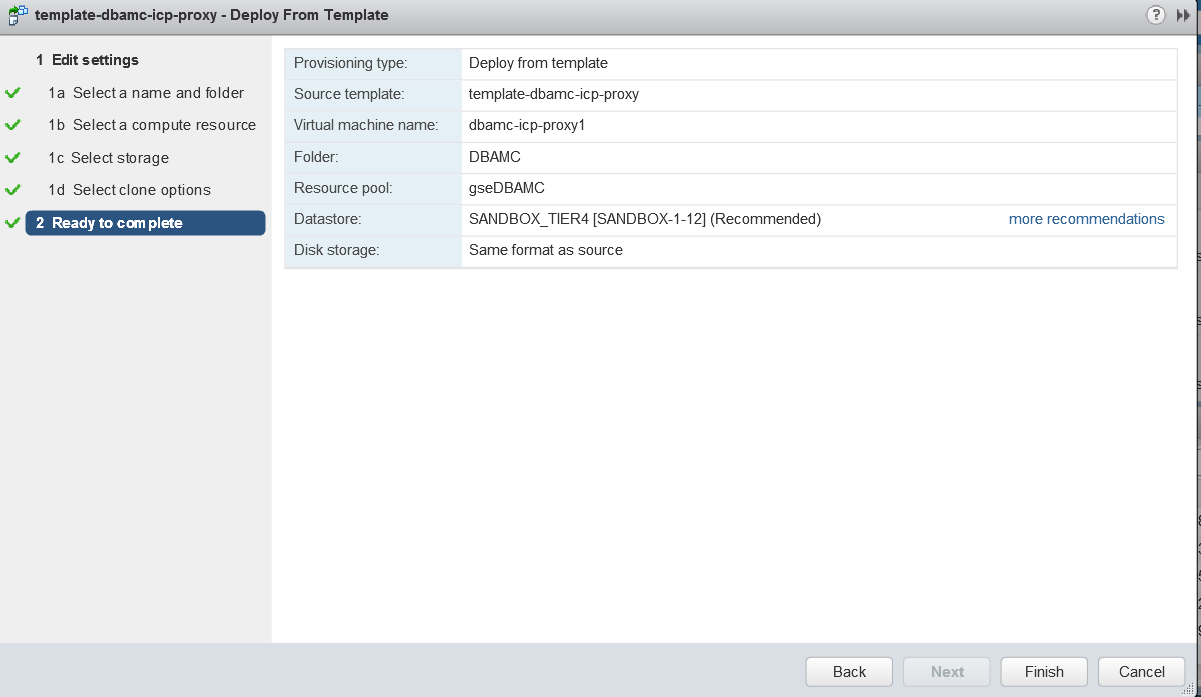 template-dbamc-icp-proxy - Deploy From Template
?
1 Edit settings
1a Select a name and folder
1b Select a compute resource
1c Select storage
1d Select clone options
2 Ready to complete
Provisioning type: Deploy from template
Source template: template-dbamc-icp-proxy
Virtual machine name: dbamc-icp-proxy1
Folder: DBAMC
Resource pool: gseDBAMC
Datastore: SANDBOX_TIER4 [SANDBOX-1-12] (Recommended) more recommendations
Disk storage: Same format as source
Back Next Finish Cancel